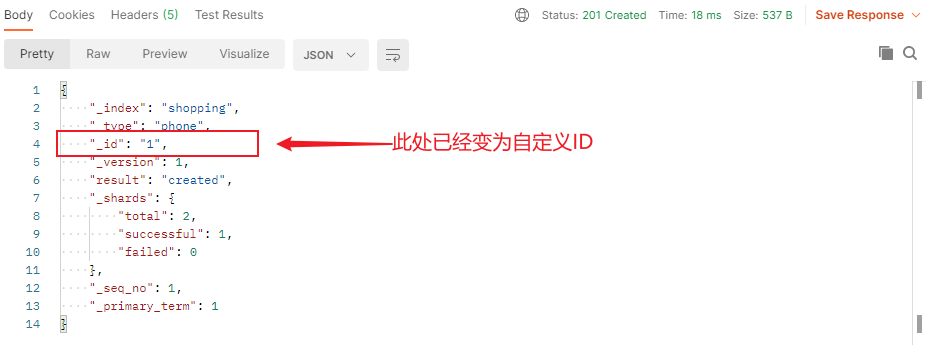 Body Cookies Headers (5) Test Results Status: 201 Created Time: 18 ms Size: 537 B Save Response
Pretty Raw Preview Visualize JSON
1 {
2 "_index": "shopping",
3 "_type": "phone",
4 "_id": "1", 此处已经变为自定义ID
5 "_version": 1,
6 "result": "created",
7 "_shards": {
8 "total": 2,
9 "successful": 1,
10 "failed": 0
11 },
12 "_seq_no": 1,
13 "_primary_term": 1
14 }